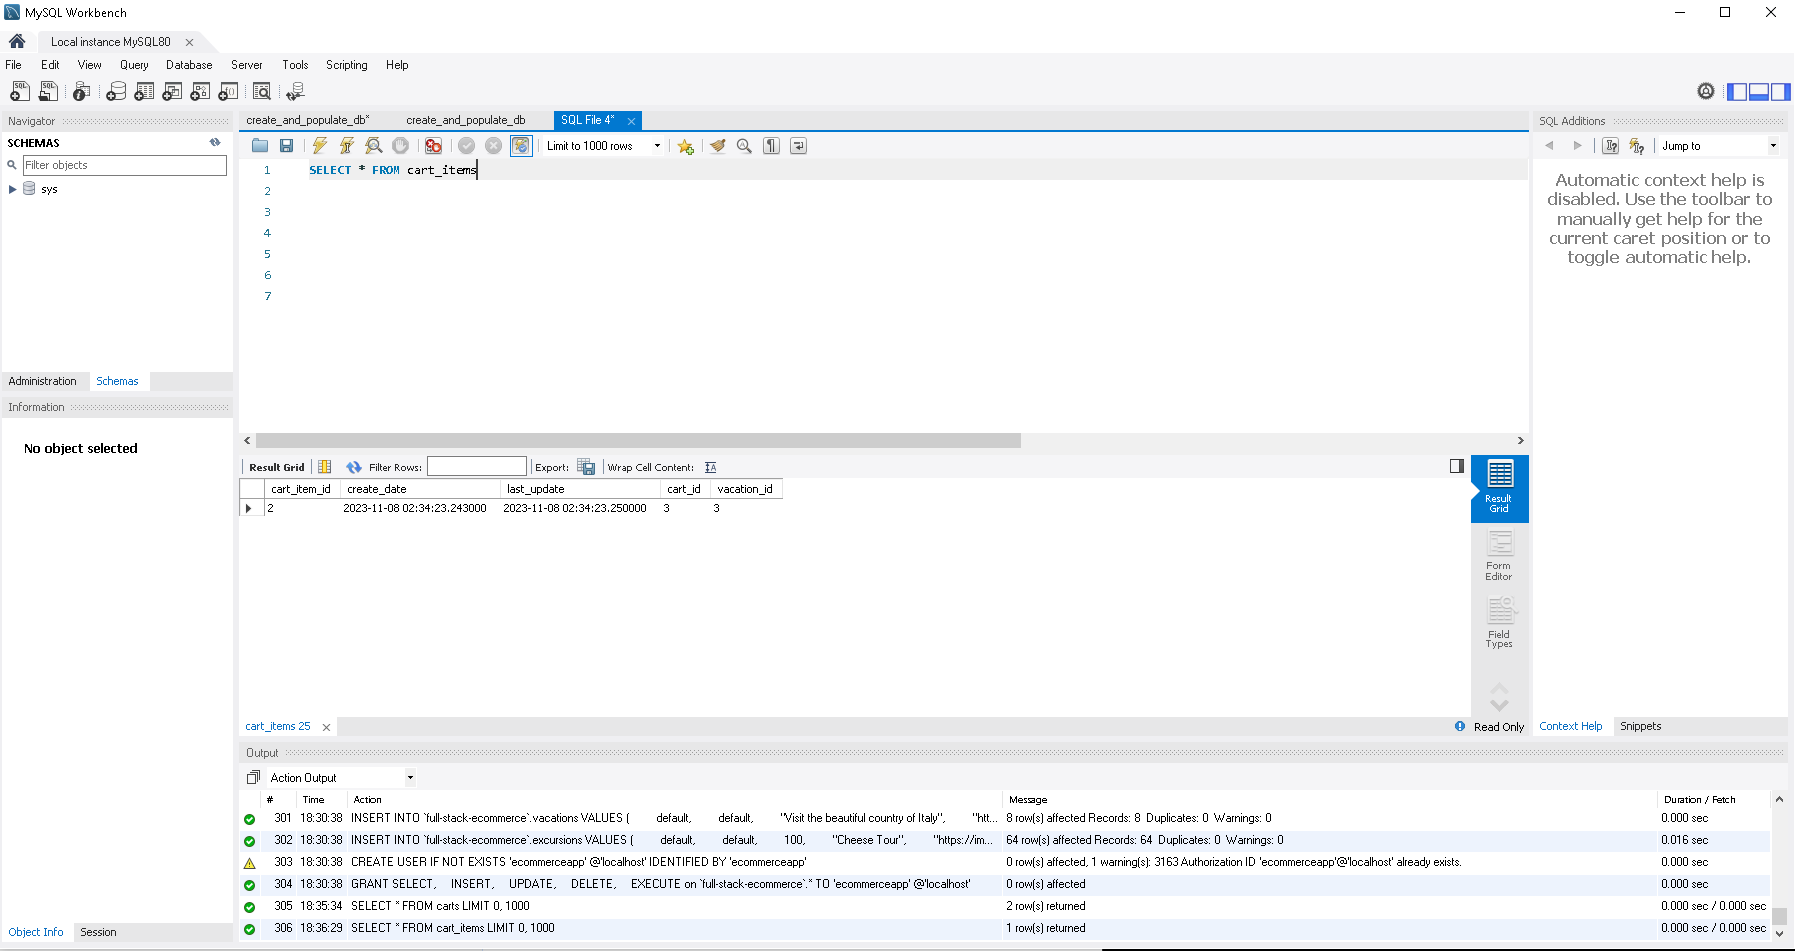 MySQL Workbench
Local instance MySQL80
File Edit View Query Database Server Tools Scripting Help
Navigator
SCHEMAS
Filter objects
sys
Administration Schemas
Information
No object selected
Object Info Session
create_and_populate_db* create_and_populate_db SQL File 4*
Limit to 1000 rows
1 SELECT * FROM cart_items
2
3
4
5
6
7
Result Grid Filter Rows: Export: Wrap Cell Content:
cart_item_id create_date last_update cart_id vacation_id
2 2023-11-08 02:34:23.243000 2023-11-08 02:34:23.250000 3 3
Result
Grid
Form
Editor
Field
Types
cart_items 25 Read Only
SQL Additions
Jump to
Automatic context help is
disabled. Use the toolbar to
manually get help for the
current caret position or to
toggle automatic help.
Context Help Snippets
Output
Action Output
# Time Action Message Duration / Fetch
301 18:30:38 INSERT INTO `full-stack-ecommerce`.vacations VALUES ( default, default, "Visit the beautiful country of Italy", "htt... 8 row(s) affected Records: 8 Duplicates: 0 Warnings: 0 0.000 sec
302 18:30:38 INSERT INTO `full-stack-ecommerce`.excursions VALUES ( default, default, 100, "Cheese Tour", "https://im... 64 row(s) affected Records: 64 Duplicates: 0 Warnings: 0 0.016 sec
303 18:30:38 CREATE USER IF NOT EXISTS 'ecommerceapp' @'localhost' IDENTIFIED BY 'ecommerceapp' 0 row(s) affected, 1 warning(s): 3163 Authorization ID 'ecommerceapp'@'localhost' already exists. 0.000 sec
304 18:30:38 GRANT SELECT, INSERT, UPDATE, DELETE, EXECUTE on `full-stack-ecommerce`.* TO 'ecommerceapp' @'localhost' 0 row(s) affected 0.000 sec
305 18:35:34 SELECT * FROM carts LIMIT 0, 1000 2 row(s) returned 0.000 sec / 0.000 sec
306 18:36:29 SELECT * FROM cart_items LIMIT 0, 1000 1 row(s) returned 0.000 sec / 0.000 sec